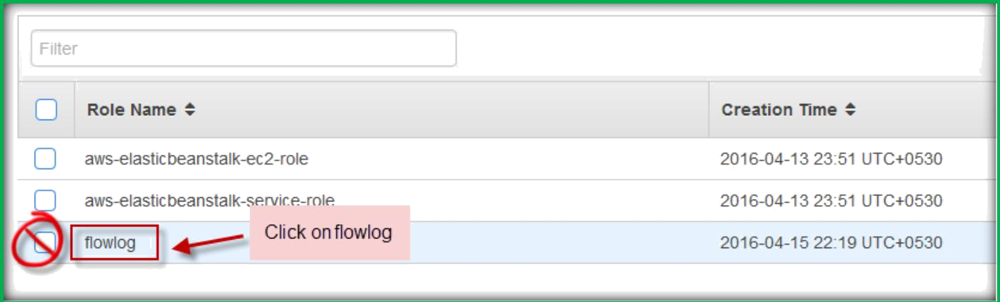 Filter
Role Name Creation Time
aws-elasticbeanstalk-ec2-role 2016-04-13 23:51 UTC+0530
aws-elasticbeanstalk-service-role 2016-04-13 23:51 UTC+0530
flowlog Click on flowlog 2016-04-15 22:19 UTC+0530